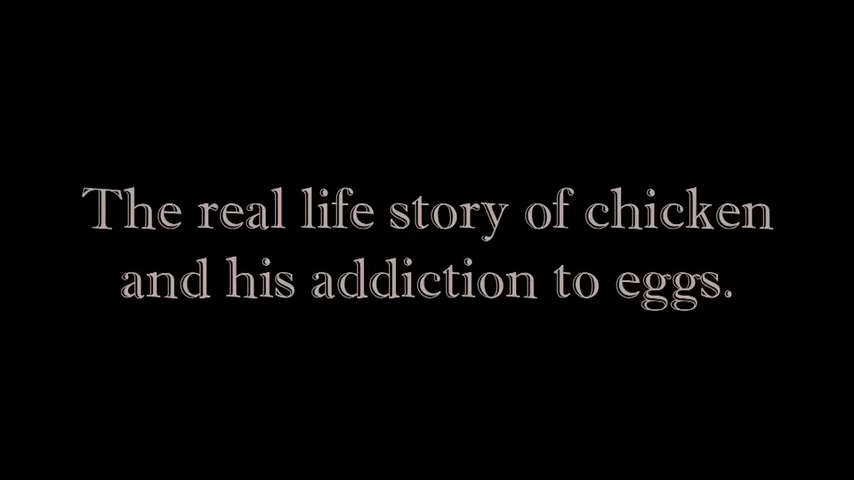 The real life story of chicken
and his addiction to eggs.